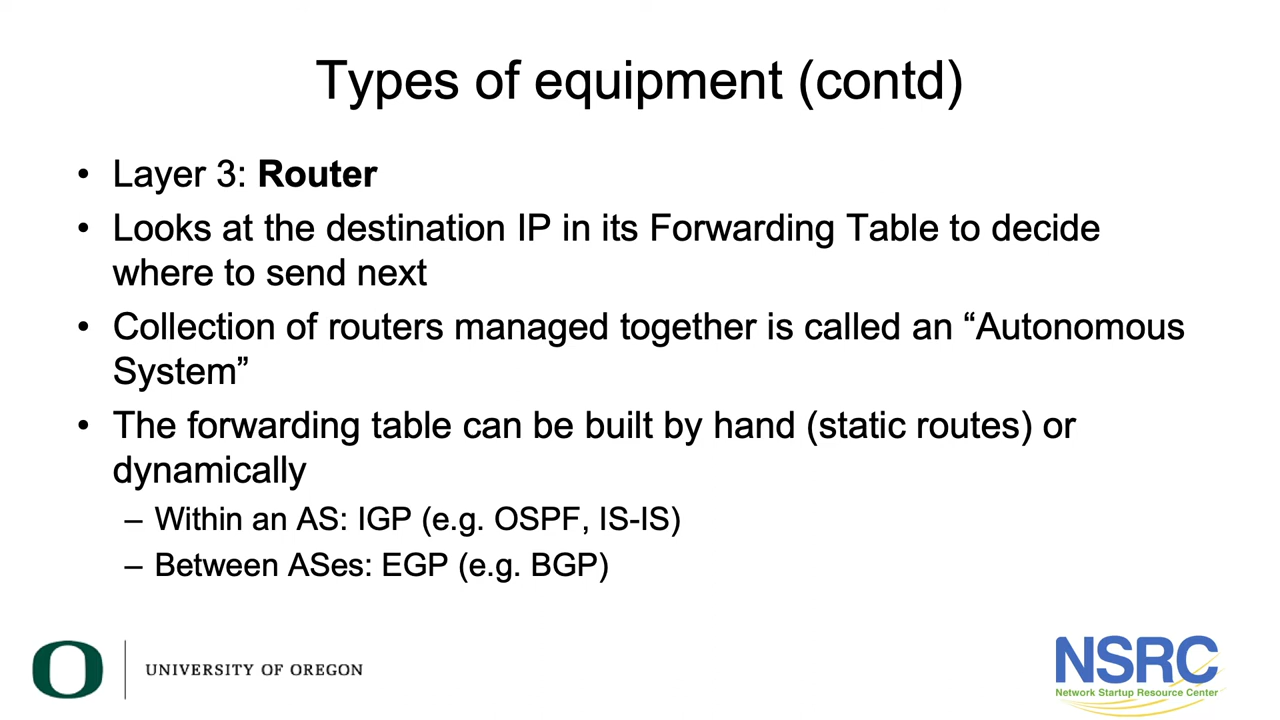 Types of equipment (contd)
• Layer 3: Router
• Looks at the destination IP in its Forwarding Table to decide
where to send next
• Collection of routers managed together is called an “Autonomous
System”
• The forwarding table can be built by hand (static routes) or
dynamically
– Within an AS: IGP (e.g. OSPF, IS-IS)
– Between ASes: EGP (e.g. BGP)
O UNIVERSITY OF OREGON
NSRC
Network Startup Resource Center